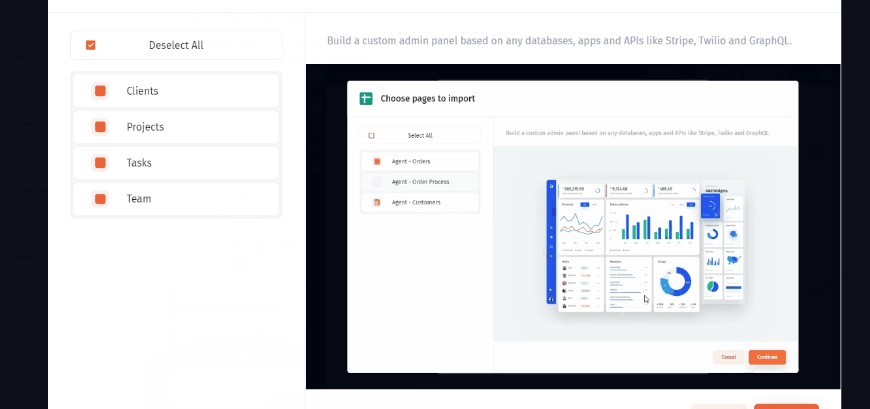 Deselect All
Clients
Projects
Tasks
Team
Build a custom admin panel based on any databases, apps and APIs like Stripe, Twilio and GraphQL.
Choose pages to import
Select All
Agent - Orders
Agent - Order Process
Agent - Customers
Build a custom admin panel based on any databases, apps and APIs like Stripe, Twilio and GraphQL.
Add Widgets
Cancel
Continue